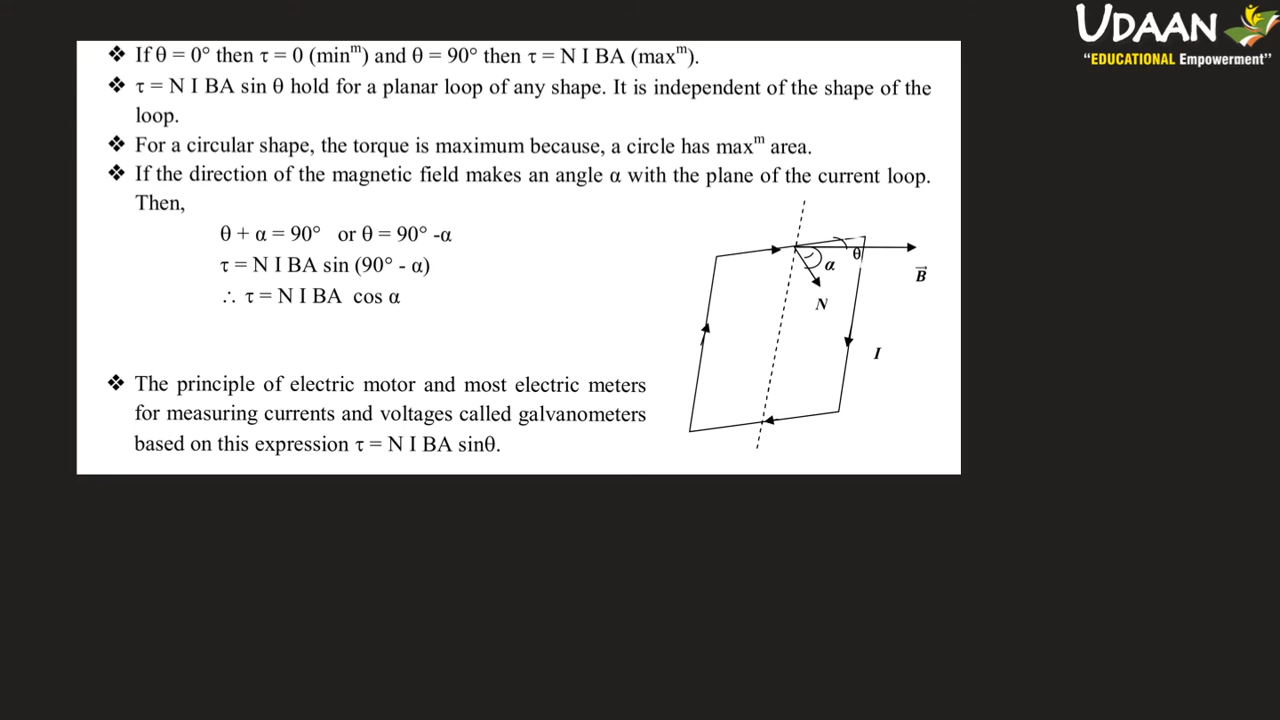 UDAAN
"EDUCATIONAL Empowerment"
❖ If θ = 0° then τ = 0 (minᵐ) and θ = 90° then τ = N I BA (maxᵐ).
❖ τ = N I BA sin θ hold for a planar loop of any shape. It is independent of the shape of the
loop.
❖ For a circular shape, the torque is maximum because, a circle has maxᵐ area.
❖ If the direction of the magnetic field makes an angle α with the plane of the current loop.
Then,
θ + α = 90° or θ = 90° -α
τ = N I BA sin (90° - α)
∴ τ = N I BA cos α
θ
α
B⃗
N
I
❖ The principle of electric motor and most electric meters
for measuring currents and voltages called galvanometers
based on this expression τ = N I BA sinθ.